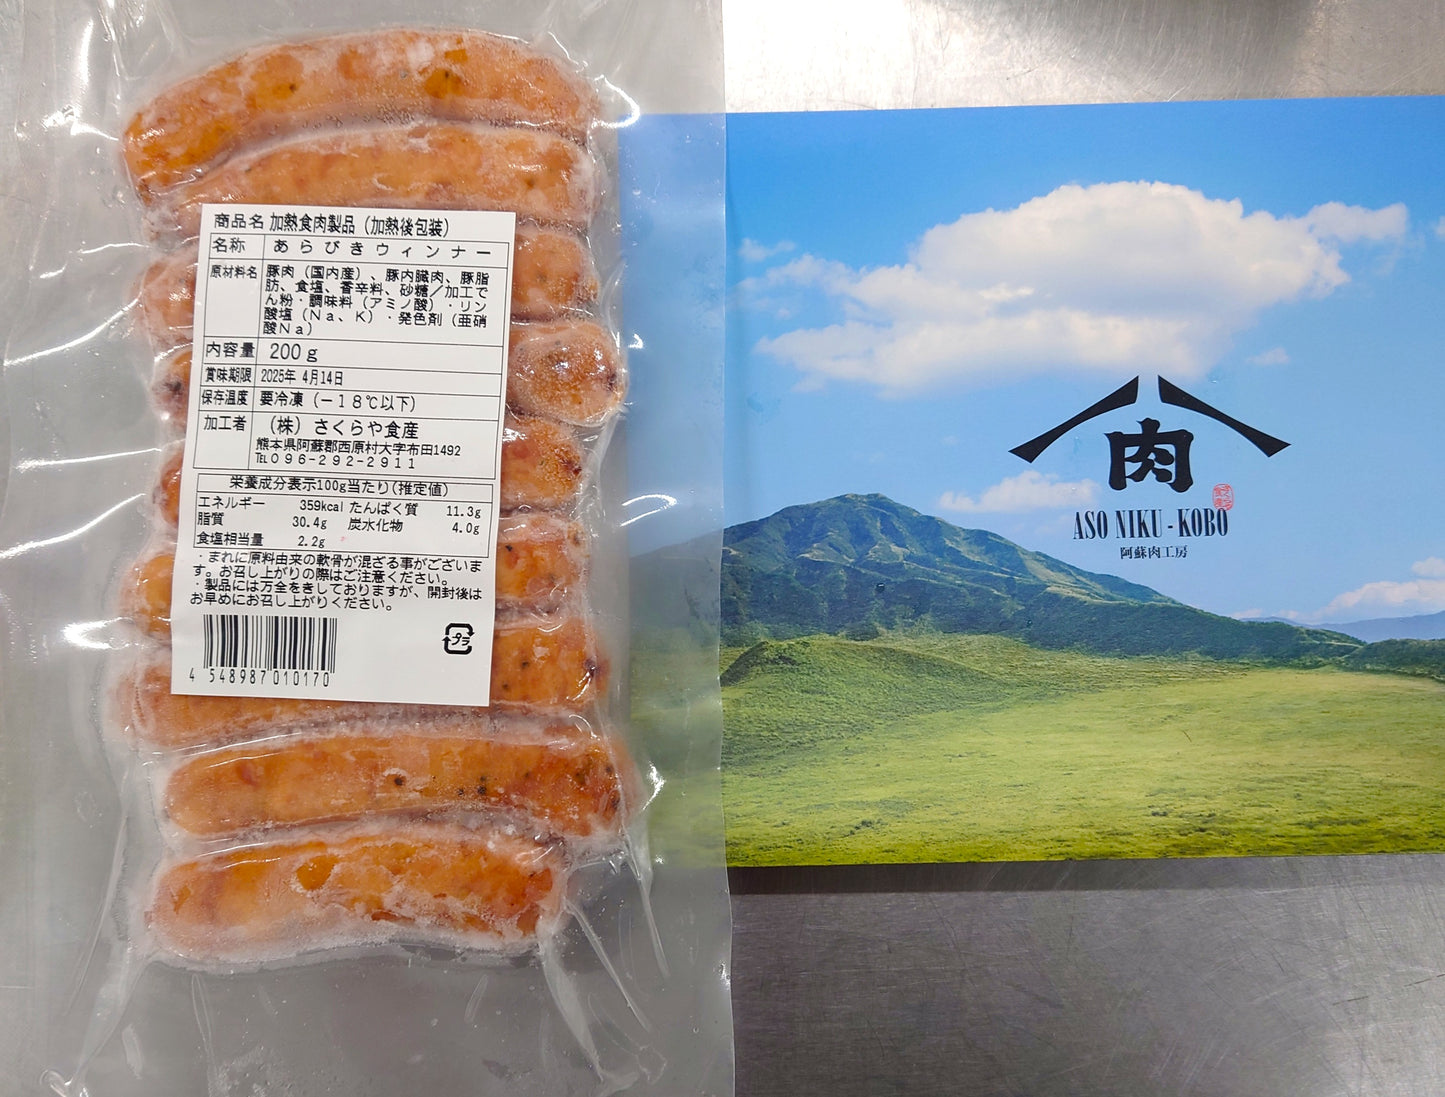 商品名 加熱食肉製品（加熱後包装）
名称 あらびきウィンナー
原材料名 豚肉（国内産）、豚内臓肉、豚脂
肪、食塩、香辛料、砂糖／加工で
ん粉・調味料（アミノ酸）・リン
酸塩（Ｎａ、Ｋ）・発色剤（亜硝
酸Ｎａ）
内容量 200ｇ
賞味期限 2025年 4月14日
保存温度 要冷凍（－１８℃以下）
加工者 （株）さくらや食産
熊本県阿蘇郡西原村大字布田1492
℡０９６－２９２－２９１１
栄養成分表示100g当たり(推定値)
エネルギー 359kcal たんぱく質 11.3g
脂質 30.4g 炭水化物 4.0g
食塩相当量 2.2g
・まれに原料由来の軟骨が混ざる事がございま
す。お召し上がりの際はご注意ください。
・製品には万全をきしておりますが、開封後は
お早めにお召し上がりください。
プラ
4 548987 010170
肉
ASO NIKU - KOBO
阿蘇肉工房